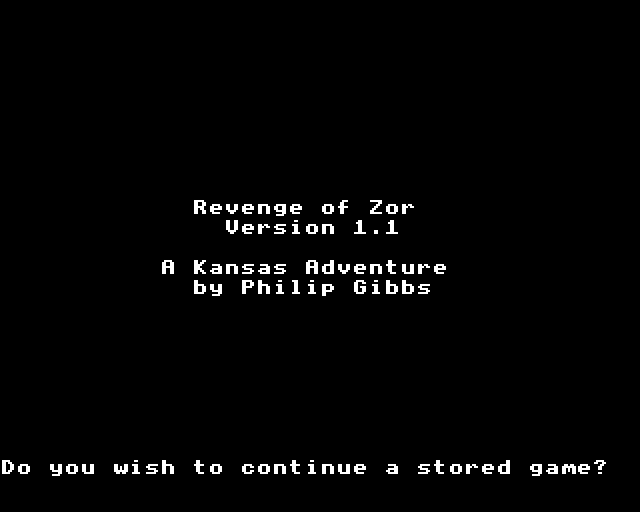 Revenge of Zor
Version 1.1
A Kansas Adventure
by Philip Gibbs
Do you wish to continue a stored game?